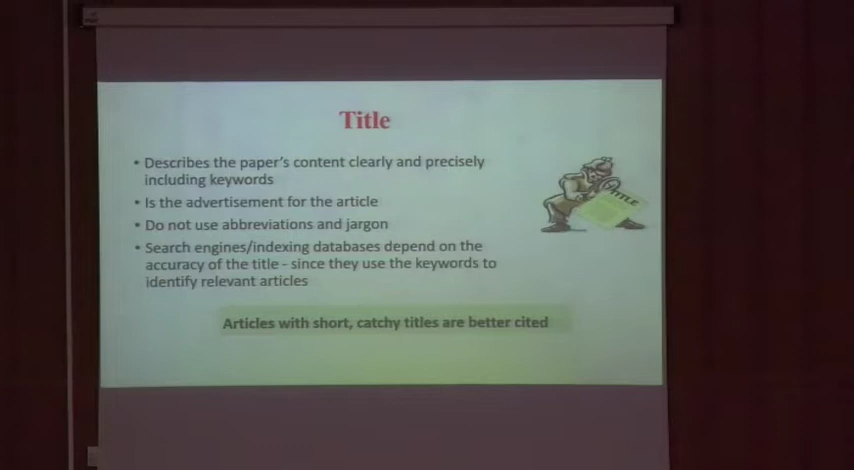 Title
• Describes the paper's content clearly and precisely
including keywords
• Is the advertisement for the article
• Do not use abbreviations and jargon
• Search engines/indexing databases depend on the
accuracy of the title - since they use the keywords to
identify relevant articles
TITLE
Articles with short, catchy titles are better cited